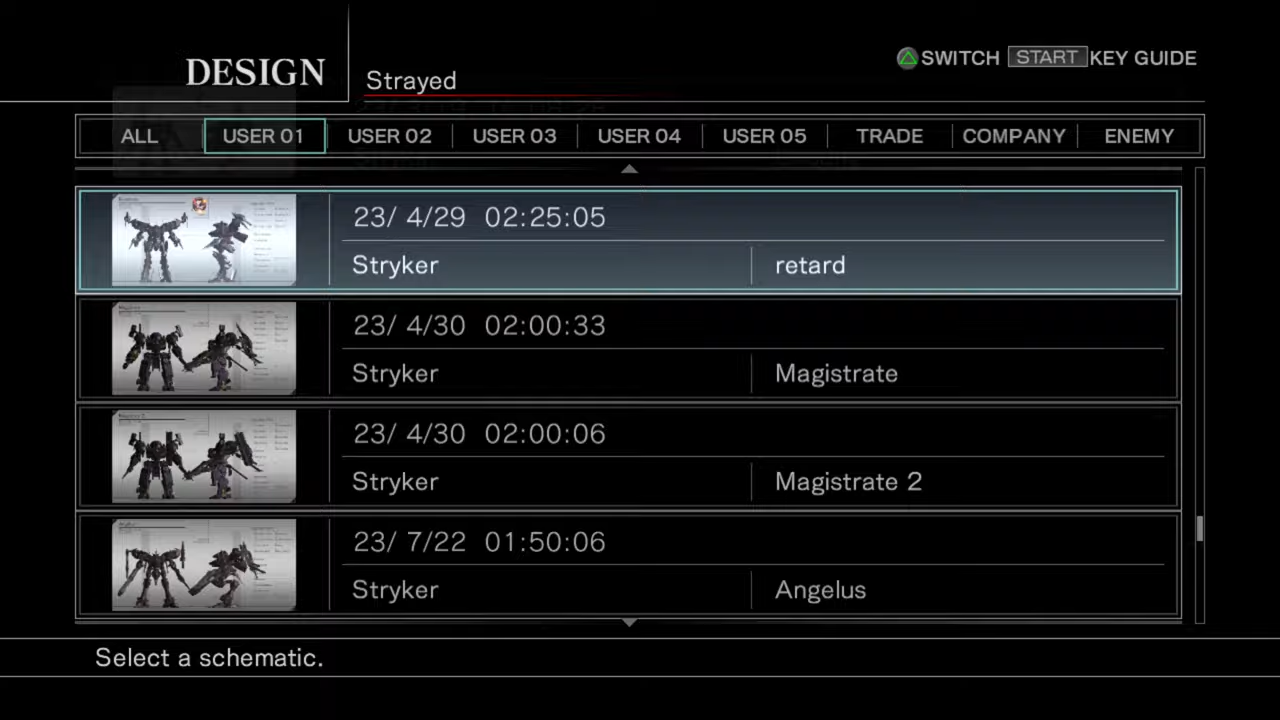 DESIGN
Strayed
SWITCH START KEY GUIDE
ALL USER 01 USER 02 USER 03 USER 04 USER 05 TRADE COMPANY ENEMY
23/ 4/29 02:25:05
Stryker retard
23/ 4/30 02:00:33
Stryker Magistrate
23/ 4/30 02:00:06
Stryker Magistrate 2
23/ 7/22 01:50:06
Stryker Angelus
Select a schematic.